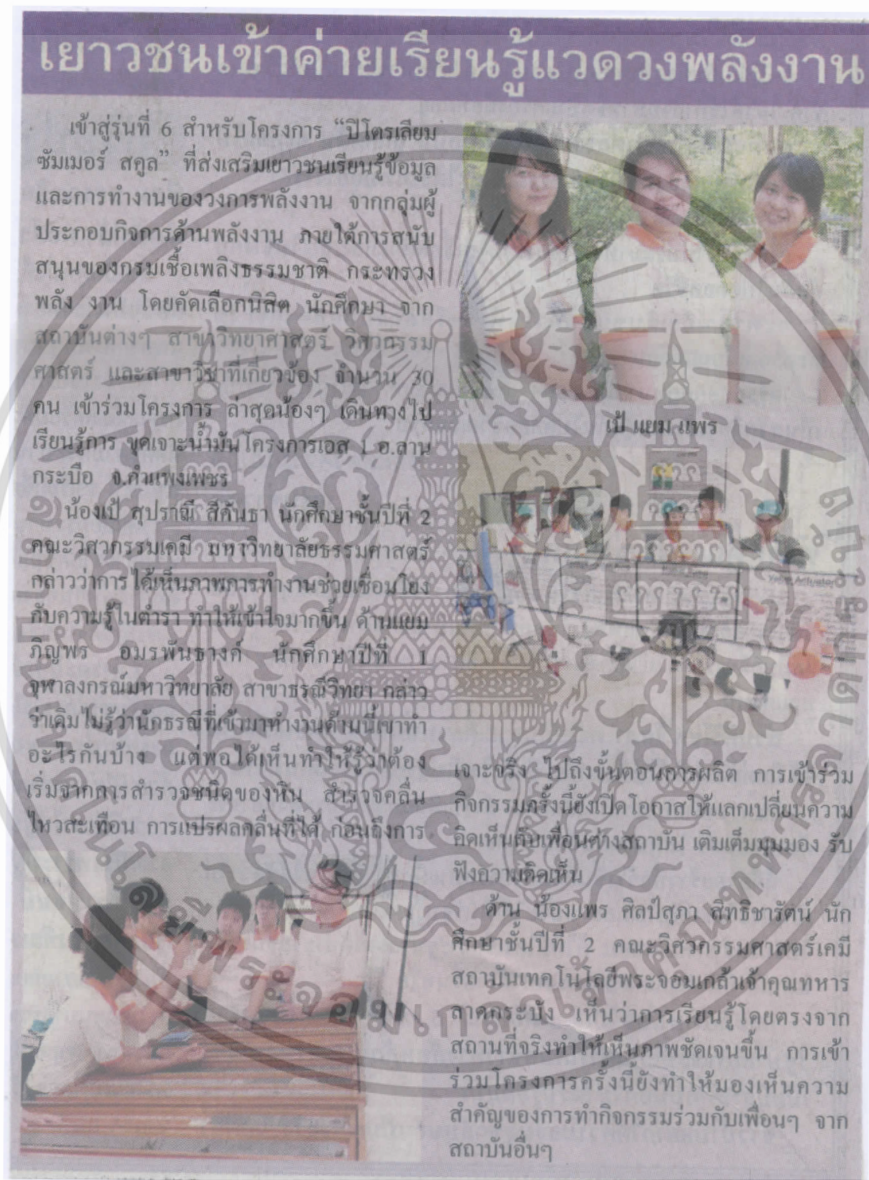 เยาวชนเข้าค่ายเรียนรู้แวดวงพลังงาน
เข้าสู่รุ่นที่ 6 สำหรับโครงการ “ปิโตรเลียม
ซัมเมอร์ สคูล” ที่ส่งเสริมเยาวชนเรียนรู้ข้อมูล
และการทำงานของวงการพลังงาน จากกลุ่มผู้
ประกอบกิจการด้านพลังงาน ภายใต้การสนับ
สนุนของกรมเชื้อเพลิงธรรมชาติ กระทรวง
พลัง งาน โดยคัดเลือกนิสิต นักศึกษา จาก
สถาบันต่างๆ สาขาวิทยาศาสตร์ วิศวกรรม
ศาสตร์ และสาขาวิชาที่เกี่ยวข้อง จำนวน 30
คน เข้าร่วมโครงการ ล่าสุดน้องๆ เดินทางไป
เรียนรู้การ ขุดเจาะน้ำมันโครงการเอส 1 อ.ลาน
กระบือ จ.กำแพงเพชร
น้องเป้ สุปราณี สีกันธา นักศึกษาชั้นปีที่ 2
คณะวิศวกรรมเคมี มหาวิทยาลัยธรรมศาสตร์
กล่าวว่าการได้เห็นภาพการทำงานช่วยเชื่อมโยง
กับความรู้ในตำรา ทำให้เข้าใจมากขึ้น ด้านแยม
ภิญพร อมรพันธางค์ นักศึกษาปีที่ 1
จุฬาลงกรณ์มหาวิทยาลัย สาขาธรณีวิทยา กล่าว
ว่าเดิมไม่รู้ว่านักธรณีที่เข้ามาทำงานด้านนี้เขาทำ
อะไรกันบ้าง แต่พอได้เห็นทำให้รู้ว่าต้อง
เริ่มจากการสำรวจชนิดของหิน สำรวจคลื่น
ไหวสะเทือน การแปรผลคลื่นที่ได้ ก่อนถึงการ
เป้ แยม แพร
เจาะจริง ไปถึงขั้นตอนการผลิต การเข้าร่วม
กิจกรรมครั้งนี้ยังเปิดโอกาสให้แลกเปลี่ยนความ
คิดเห็นกับเพื่อนต่างสถาบัน เติมเต็มมุมมอง รับ
ฟังความคิดเห็น
ด้าน น้องแพร ศิลป์สุภา สิทธิชารัตน์ นัก
ศึกษาชั้นปีที่ 2 คณะวิศวกรรมศาสตร์เคมี
สถาบันเทคโนโลยีพระจอมเกล้าเจ้าคุณทหาร
ลาดกระบัง เห็นว่าการเรียนรู้โดยตรงจาก
สถานที่จริงทำให้เห็นภาพชัดเจนขึ้น การเข้า
ร่วมโครงการครั้งนี้ยังทำให้มองเห็นความ
สำคัญของการทำกิจกรรมร่วมกับเพื่อนๆ จาก
สถาบันอื่นๆ
สถาบันเทคโนโลยีพระจอมเกล้าเจ้าคุณทหารลาดกระบัง